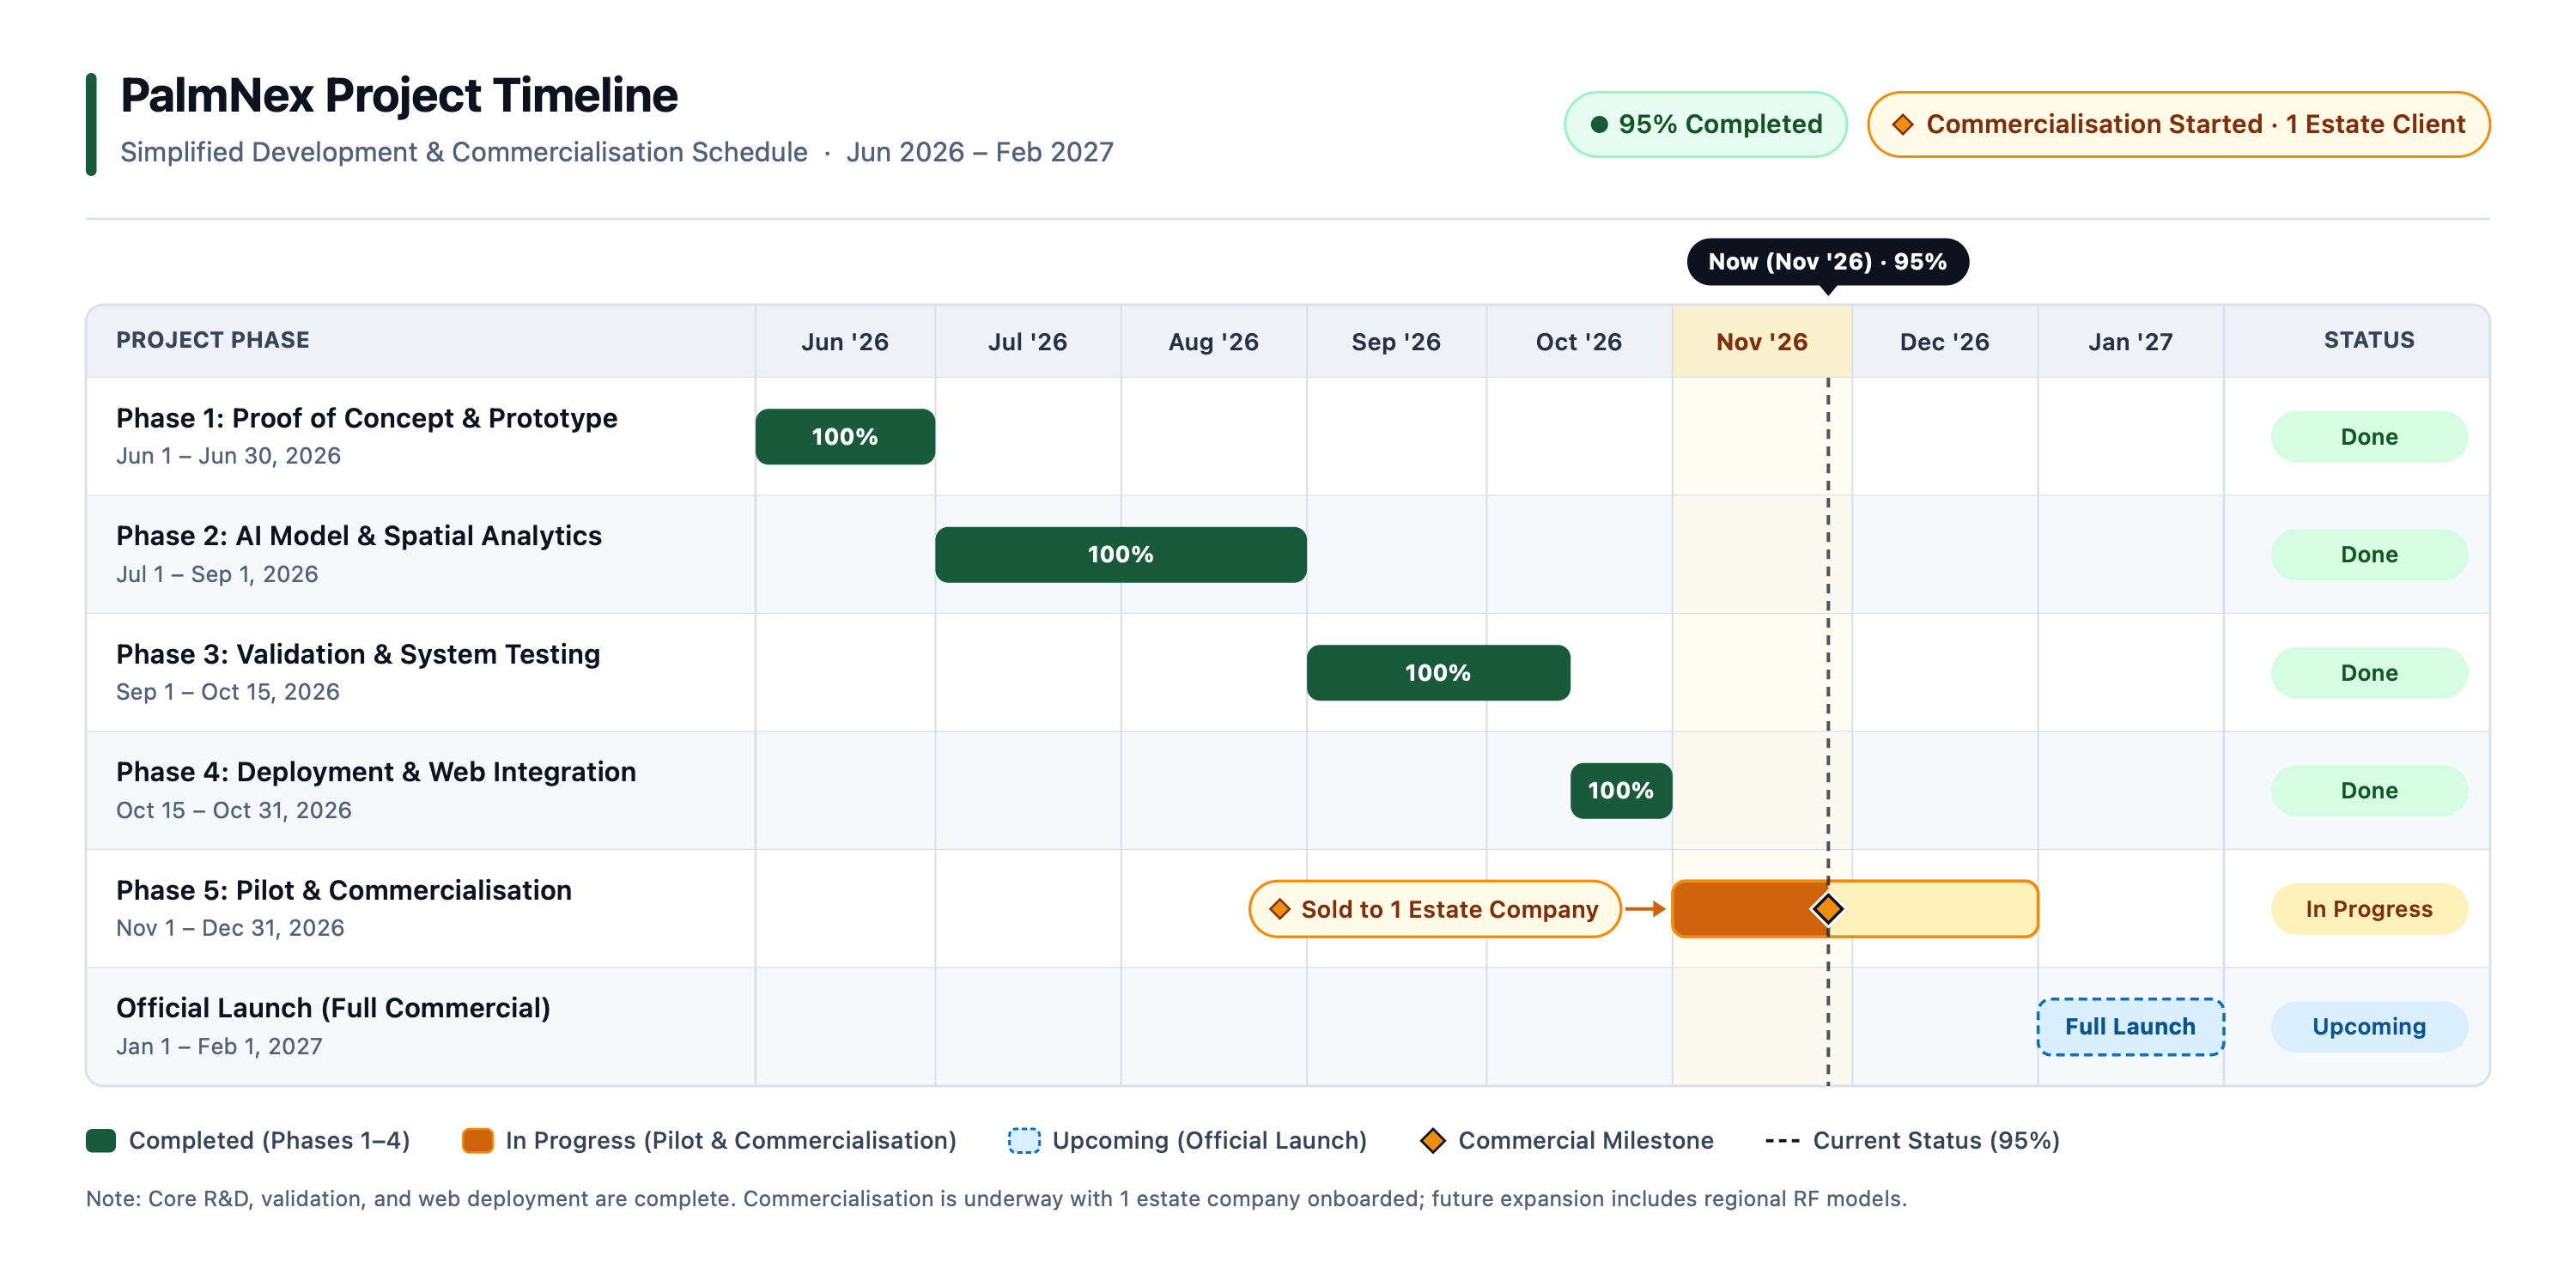 PalmNex Project Timeline
Simplified Development & Commercialisation Schedule · Jun 2026 – Feb 2027
95% Completed
Commercialisation Started · 1 Estate Client
Now (Nov '26) · 95%
PROJECT PHASE
Jun '26
Jul '26
Aug '26
Sep '26
Oct '26
Nov '26
Dec '26
Jan '27
STATUS
Phase 1: Proof of Concept & Prototype
Jun 1 – Jun 30, 2026
100%
Done
Phase 2: AI Model & Spatial Analytics
Jul 1 – Sep 1, 2026
100%
Done
Phase 3: Validation & System Testing
Sep 1 – Oct 15, 2026
100%
Done
Phase 4: Deployment & Web Integration
Oct 15 – Oct 31, 2026
100%
Done
Phase 5: Pilot & Commercialisation
Nov 1 – Dec 31, 2026
Sold to 1 Estate Company
In Progress
Official Launch (Full Commercial)
Jan 1 – Feb 1, 2027
Full Launch
Upcoming
Completed (Phases 1–4)
In Progress (Pilot & Commercialisation)
Upcoming (Official Launch)
Commercial Milestone
Current Status (95%)
Note: Core R&D, validation, and web deployment are complete. Commercialisation is underway with 1 estate company onboarded; future expansion includes regional RF models.